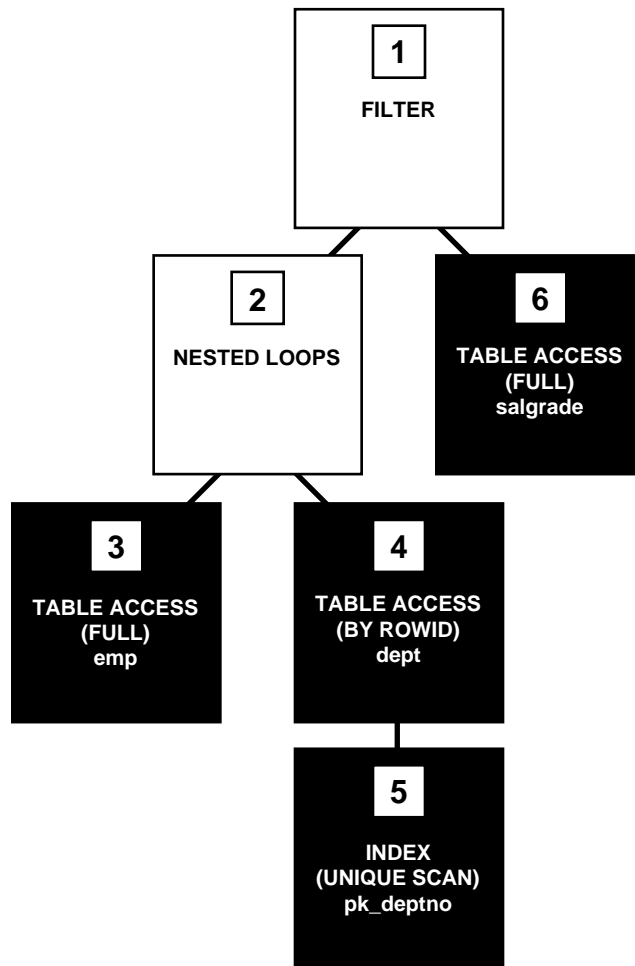 1
FILTER
2
NESTED LOOPS
6
TABLE ACCESS
(FULL)
salgrade
3
TABLE ACCESS
(FULL)
emp
4
TABLE ACCESS
(BY ROWID)
dept
5
INDEX
(UNIQUE SCAN)
pk_deptno